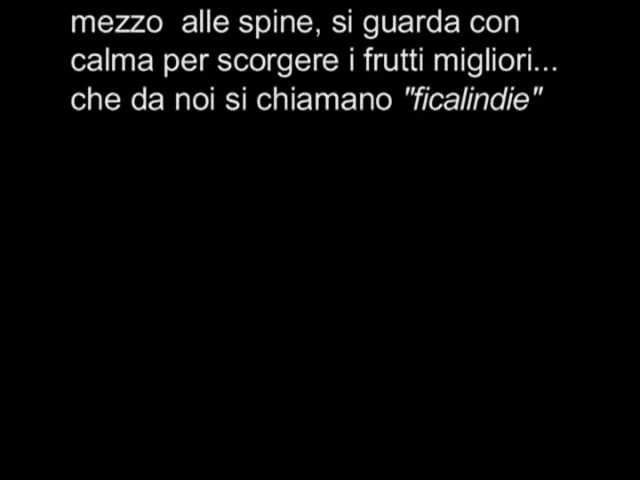 mezzo  alle spine, si guarda con
calma per scorgere i frutti migliori...
che da noi si chiamano "ficalindie"